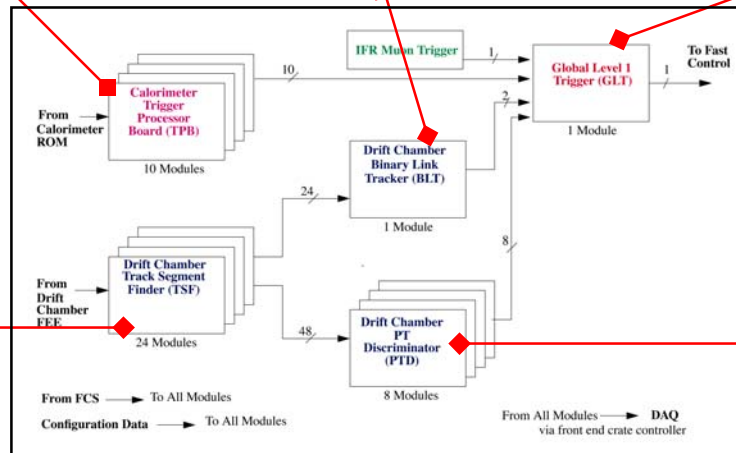 IFR Muon Trigger
1
Global Level 1
Trigger (GLT)
1 Module
To Fast
Control
1
From
Calorimeter
ROM
Calorimeter
Trigger
Processor
Board (TPB)
10 Modules
10
2
Drift Chamber
Binary Link
Tracker (BLT)
1 Module
24
8
From
Drift
Chamber
FEE
Drift Chamber
Track Segment
Finder (TSF)
24 Modules
48
Drift Chamber
PT
Discriminator
(PTD)
8 Modules
From FCS To All Modules
Configuration Data To All Modules
From All Modules DAQ
via front end crate controller